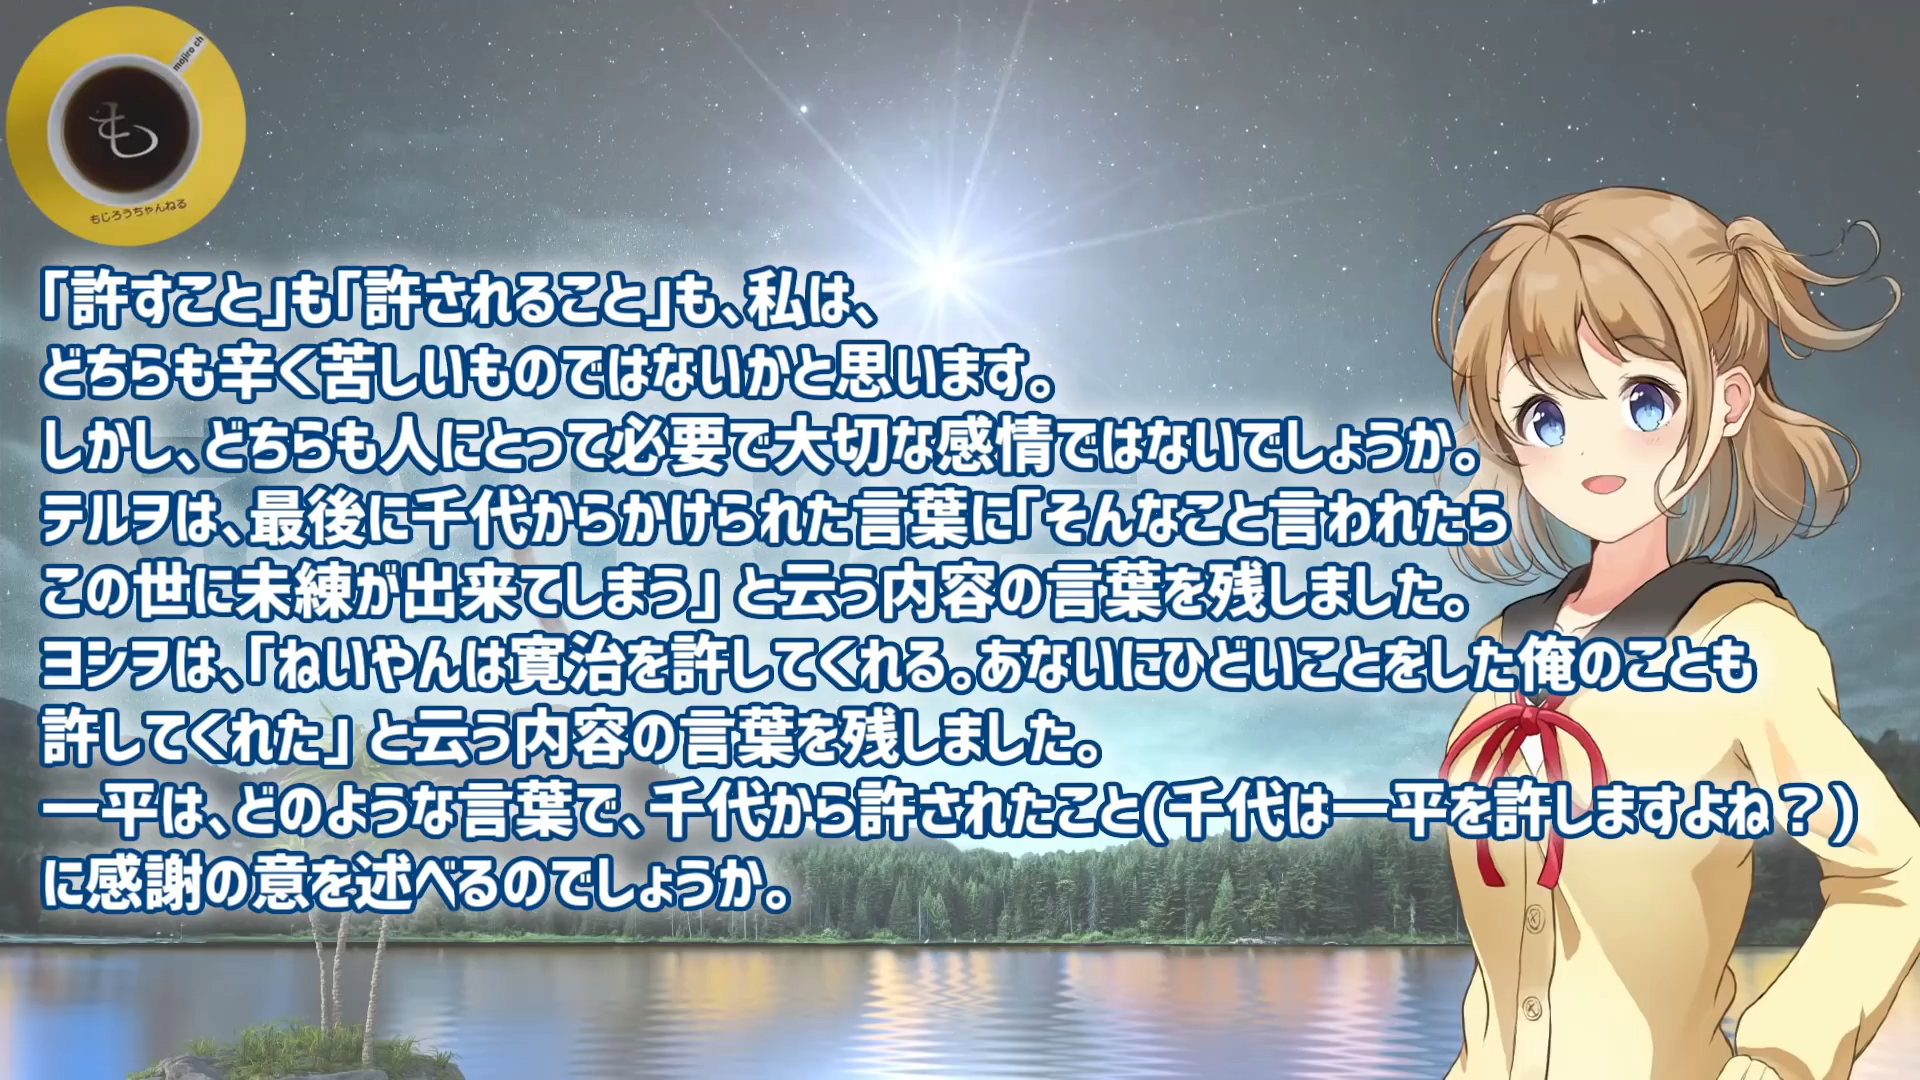 mojiro ch
も
もじろうちゃんねる
「許すこと」も「許されること」も、私は、
どちらも辛く苦しいものではないかと思います。
しかし、どちらも人にとって必要で大切な感情ではないでしょうか。
テルヲは、最後に千代からかけられた言葉に「そんなこと言われたら
この世に未練が出来てしまう」と云う内容の言葉を残しました。
ヨシヲは、「ねいやんは寛治を許してくれる。あないにひどいことをした俺のことも
許してくれた」と云う内容の言葉を残しました。
一平は、どのような言葉で、千代から許されたこと(千代は一平を許しますよね？)
に感謝の意を述べるのでしょうか。